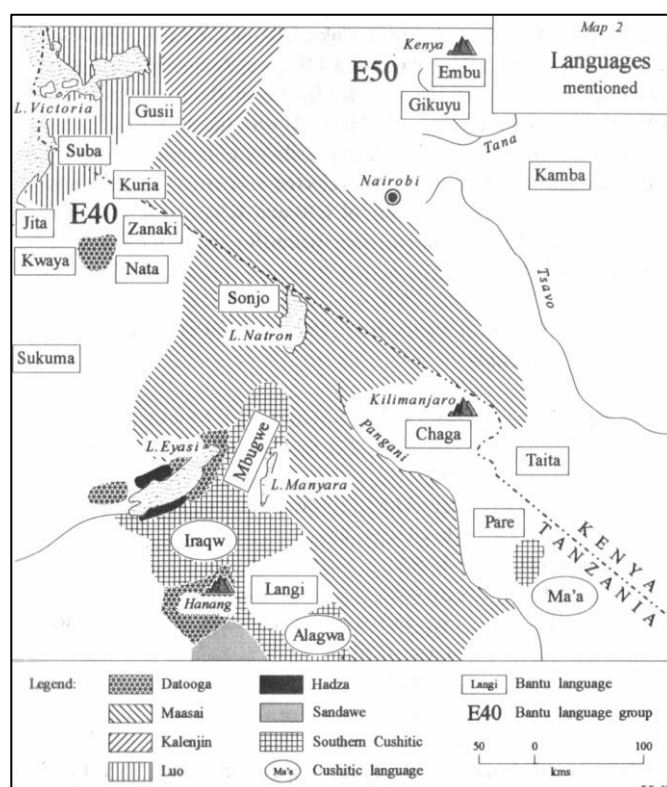 Map 2
Languages
mentioned
Kenya
E50
Embu
Gikuyu
Tana
L.Victoria
Gusii
Suba
Kuria
Nairobi
Kamba
Jita
E40
Zanaki
Kwaya
Nata
Tsavo
Sonjo
L.Natron
Sukuma
Kilimanjaro
Chaga
Pangani
Mbugwe
L.Eyasi
L.Manyara
Taita
Pare
KENYA
TANZANIA
Iraqw
Hanang
Langi
Ma'a
Alagwa
Legend:
Datooga
Maasai
Kalenjin
Luo
Hadza
Sandawe
Southern Cushitic
Ma'a Cushitic language
Langi Bantu language
E40 Bantu language group
50 0 100
kms